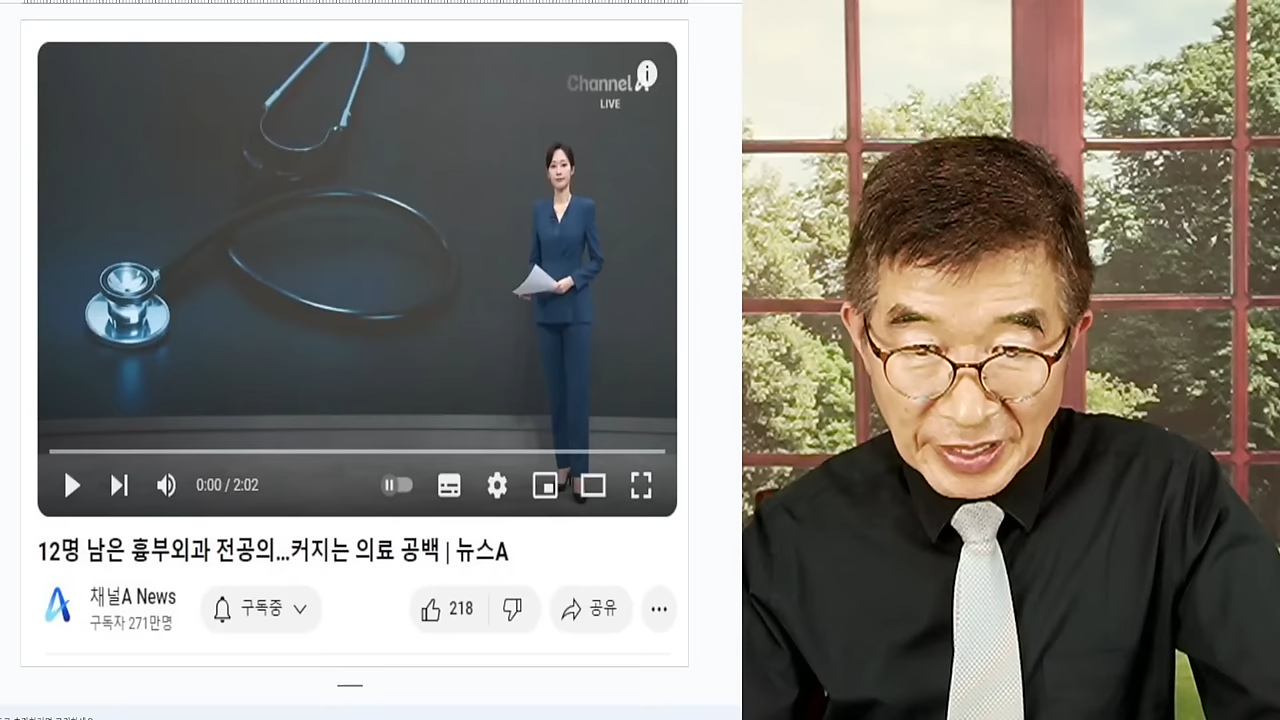 Channel A
LIVE
0:00 / 2:02
12명 남은 흉부외과 전공의...커지는 의료 공백 | 뉴스A
채널A News
구독자 271만명
구독중
218
공유